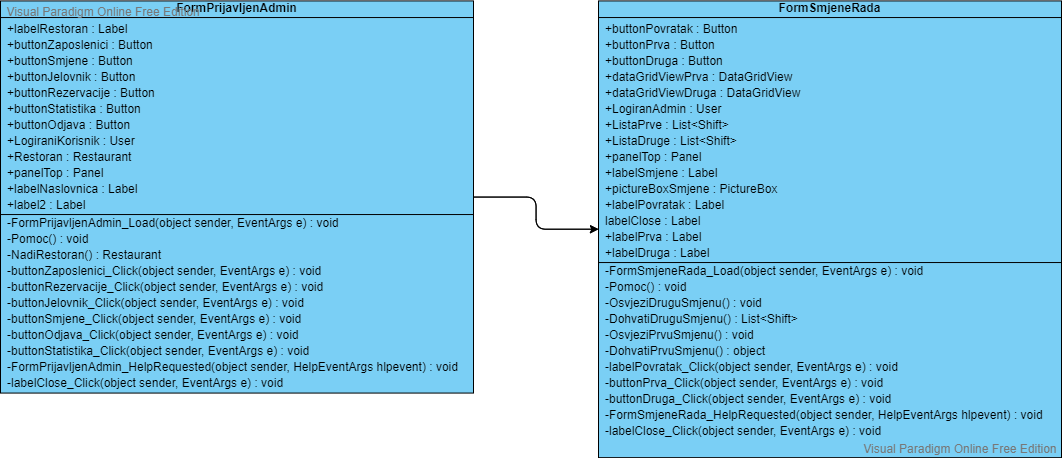 Visual Paradigm Online Free Edition
FormPrijavljenAdmin
+labelRestoran : Label
+buttonZaposlenici : Button
+buttonSmjene : Button
+buttonJelovnik : Button
+buttonRezervacije : Button
+buttonStatistika : Button
+buttonOdjava : Button
+LogiraniKorisnik : User
+Restoran : Restaurant
+panelTop : Panel
+labelNaslovnica : Label
+label2 : Label
-FormPrijavljenAdmin_Load(object sender, EventArgs e) : void
-Pomoc() : void
-NadiRestoran() : Restaurant
-buttonZaposlenici_Click(object sender, EventArgs e) : void
-buttonRezervacije_Click(object sender, EventArgs e) : void
-buttonJelovnik_Click(object sender, EventArgs e) : void
-buttonSmjene_Click(object sender, EventArgs e) : void
-buttonOdjava_Click(object sender, EventArgs e) : void
-buttonStatistika_Click(object sender, EventArgs e) : void
-FormPrijavljenAdmin_HelpRequested(object sender, HelpEventArgs hlpevent) : void
-labelClose_Click(object sender, EventArgs e) : void
FormSmjeneRada
+buttonPovratak : Button
+buttonPrva : Button
+buttonDruga : Button
+dataGridViewPrva : DataGridView
+dataGridViewDruga : DataGridView
+LogiranAdmin : User
+ListaPrve : List<Shift>
+ListaDruge : List<Shift>
+panelTop : Panel
+labelSmjene : Label
+pictureBoxSmjene : PictureBox
+labelPovratak : Label
labelClose : Label
+labelPrva : Label
+labelDruga : Label
-FormSmjeneRada_Load(object sender, EventArgs e) : void
-Pomoc() : void
-OsvjeziDruguSmjenu() : void
-DohvatiDruguSmjenu() : List<Shift>
-OsvjeziPrvuSmjenu() : void
-DohvatiPrvuSmjenu() : object
-labelPovratak_Click(object sender, EventArgs e) : void
-buttonPrva_Click(object sender, EventArgs e) : void
-buttonDruga_Click(object sender, EventArgs e) : void
-FormSmjeneRada_HelpRequested(object sender, HelpEventArgs hlpevent) : void
-labelClose_Click(object sender, EventArgs e) : void
Visual Paradigm Online Free Edition